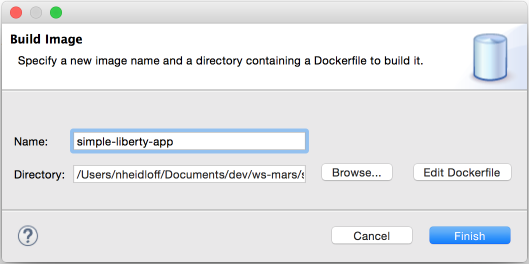 Build Image
Specify a new image name and a directory containing a Dockerfile to build it.
Name: simple-liberty-app
Directory: /Users/nheidloff/Documents/dev/ws-mars/s Browse... Edit Dockerfile
? Cancel Finish